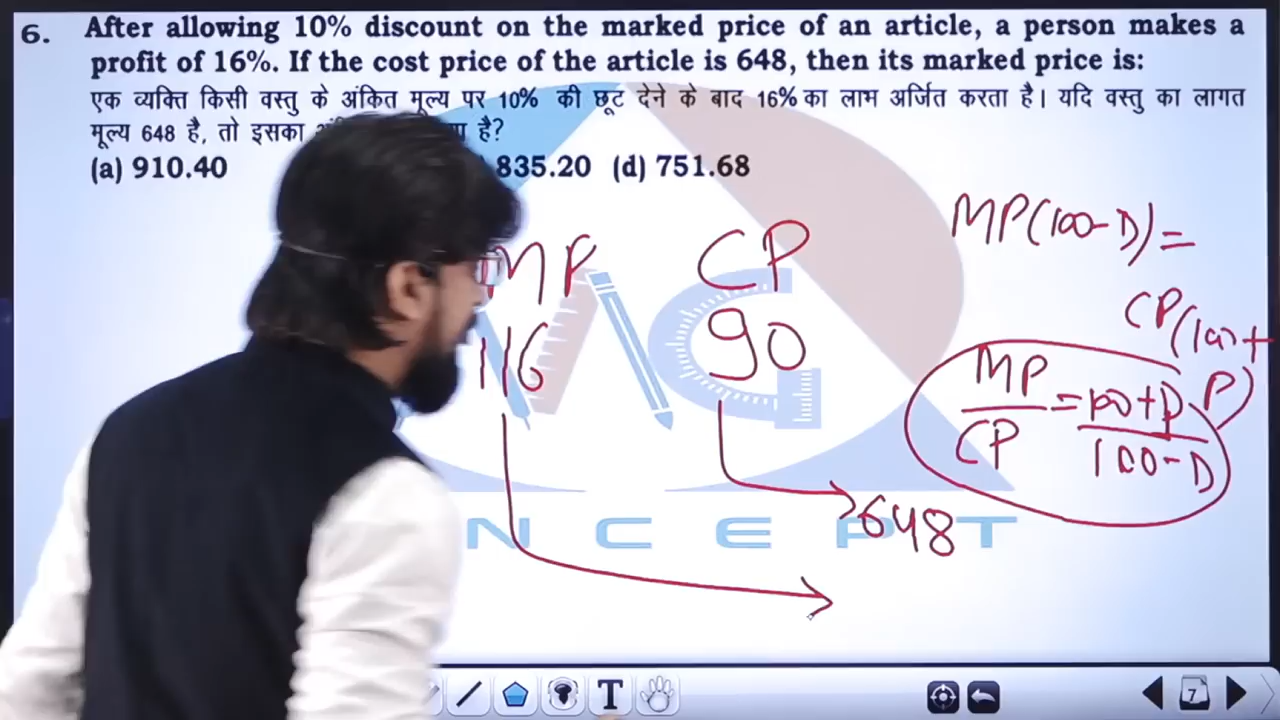 6. After allowing 10% discount on the marked price of an article, a person makes a
profit of 16%. If the cost price of the article is 648, then its marked price is:
एक व्यक्ति किसी वस्तु के अंकित मूल्य पर 10% की छूट देने के बाद 16% का लाभ अर्जित करता है। यदि वस्तु का लागत
मूल्य 648 है, तो इसका है?
(a) 910.40 835.20 (d) 751.68
MP CP
116 90
648
MP(100-D)=
CP(100+P)
MP/CP = 100+P/100-D
NCEPT
T
7